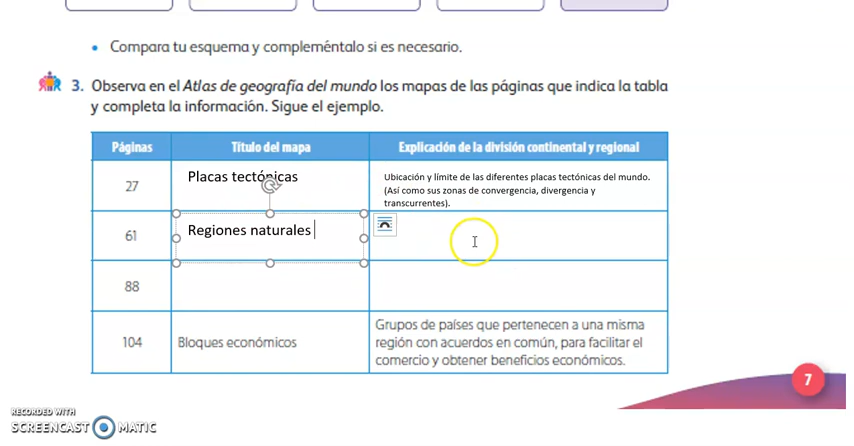 • Compara tu esquema y compleméntalo si es necesario.
3. Observa en el Atlas de geografía del mundo los mapas de las páginas que indica la tabla
y completa la información. Sigue el ejemplo.
Páginas Título del mapa Explicación de la división continental y regional
27 Placas tectónicas Ubicación y límite de las diferentes placas tectónicas del mundo.
(Así como sus zonas de convergencia, divergencia y
transcurrentes).
61 Regiones naturales
88
104 Bloques económicos Grupos de países que pertenecen a una misma
región con acuerdos en común, para facilitar el
comercio y obtener beneficios económicos.
7
RECORDED WITH
SCREENCAST MATIC